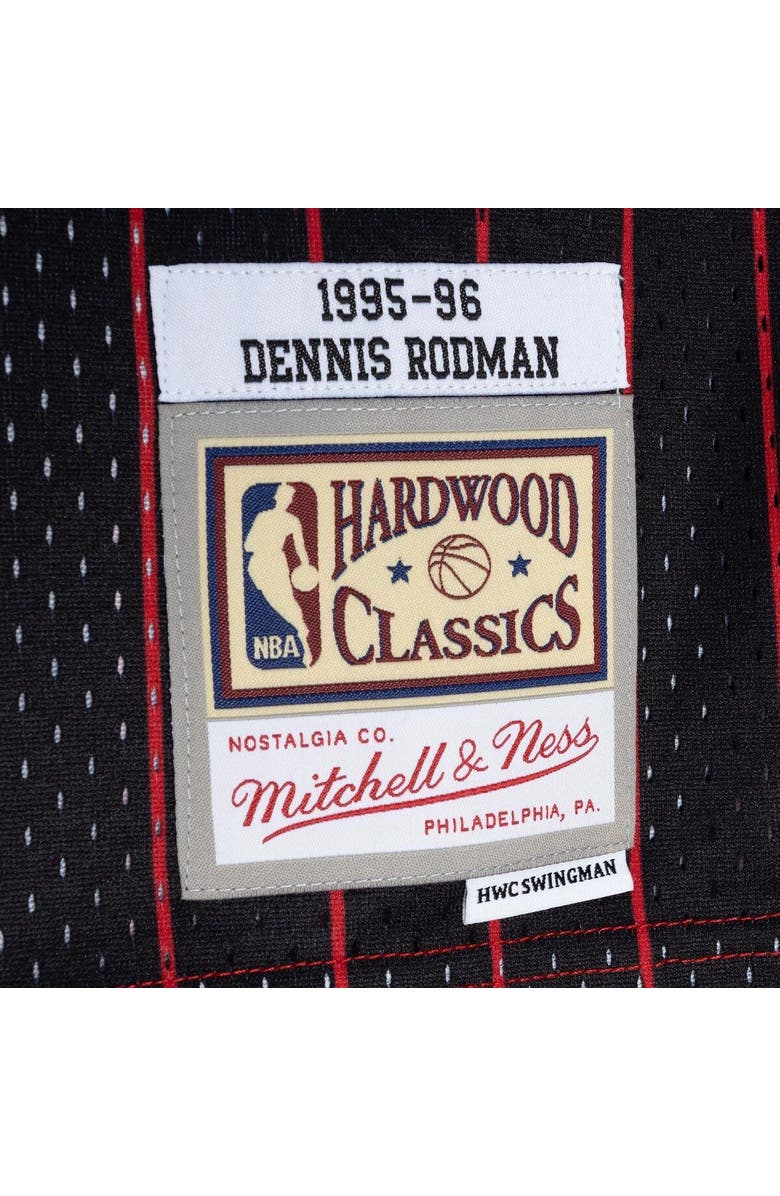 1995-96
DENNIS RODMAN
HARDWOOD
CLASSICS
NBA
NOSTALGIA CO.
Mitchell & Ness
PHILADELPHIA, PA.
HWC SWINGMAN